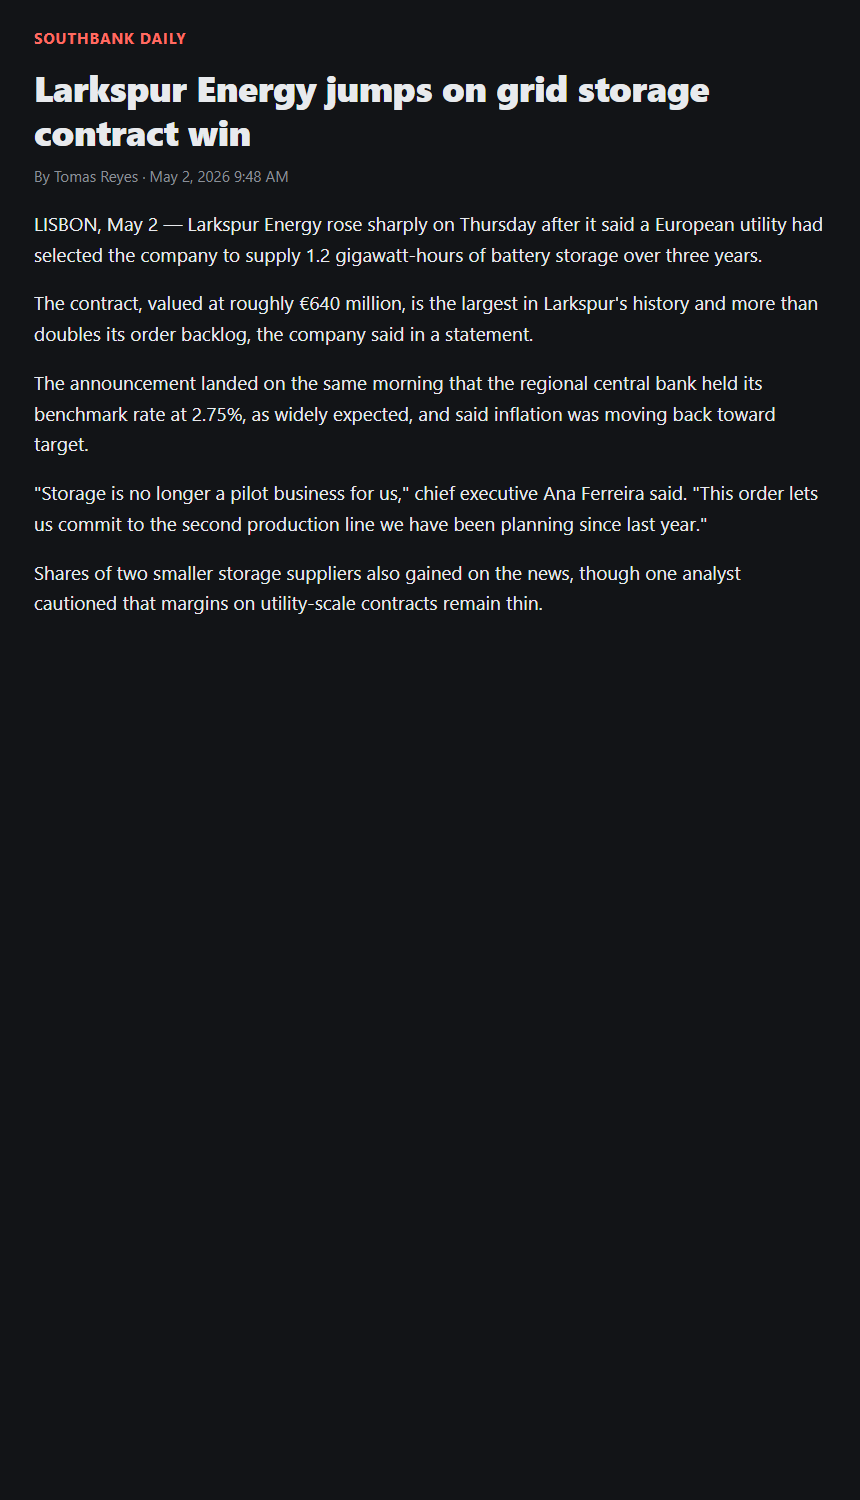 SOUTHBANK DAILY
Larkspur Energy jumps on grid storage
contract win
By Tomas Reyes · May 2, 2026 9:48 AM
LISBON, May 2 — Larkspur Energy rose sharply on Thursday after it said a European utility had
selected the company to supply 1.2 gigawatt-hours of battery storage over three years.
The contract, valued at roughly €640 million, is the largest in Larkspur's history and more than
doubles its order backlog, the company said in a statement.
The announcement landed on the same morning that the regional central bank held its
benchmark rate at 2.75%, as widely expected, and said inflation was moving back toward
target.
"Storage is no longer a pilot business for us," chief executive Ana Ferreira said. "This order lets
us commit to the second production line we have been planning since last year."
Shares of two smaller storage suppliers also gained on the news, though one analyst
cautioned that margins on utility-scale contracts remain thin.